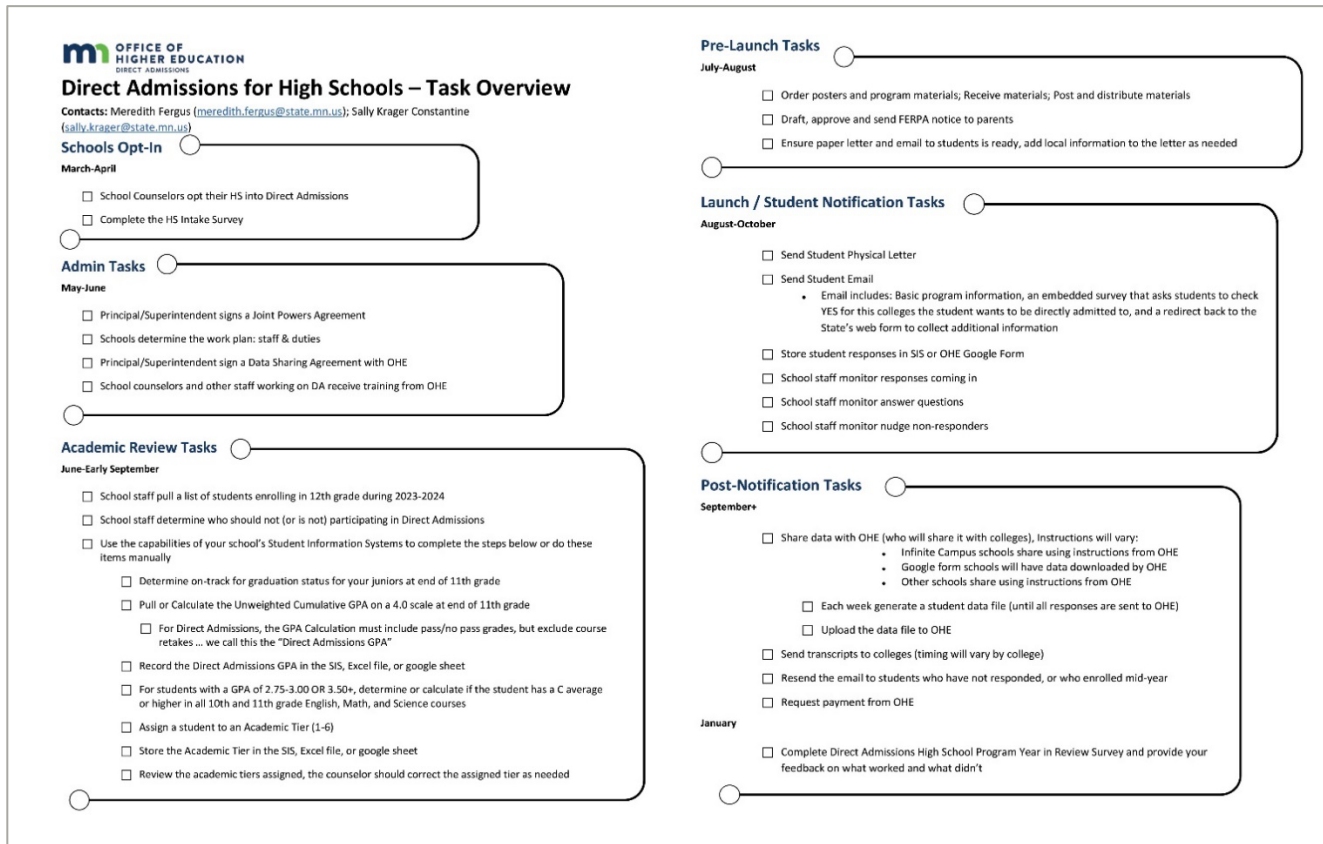 mn OFFICE OF
HIGHER EDUCATION
DIRECT ADMISSIONS
Direct Admissions for High Schools – Task Overview
Contacts: Meredith Fergus (meredith.fergus@state.mn.us); Sally Krager Constantine
(sally.krager@state.mn.us)
Schools Opt-In
March-April
School Counselors opt their HS into Direct Admissions
Complete the HS Intake Survey
Admin Tasks
May-June
Principal/Superintendent signs a Joint Powers Agreement
Schools determine the work plan: staff & duties
Principal/Superintendent sign a Data Sharing Agreement with OHE
School counselors and other staff working on DA receive training from OHE
Academic Review Tasks
June-Early September
School staff pull a list of students enrolling in 12th grade during 2023-2024
School staff determine who should not (or is not) participating in Direct Admissions
Use the capabilities of your school's Student Information Systems to complete the steps below or do these
items manually
Determine on-track for graduation status for your juniors at end of 11th grade
Pull or Calculate the Unweighted Cumulative GPA on a 4.0 scale at end of 11th grade
For Direct Admissions, the GPA Calculation must include pass/no pass grades, but exclude course
retakes ... we call this the "Direct Admissions GPA"
Record the Direct Admissions GPA in the SIS, Excel file, or google sheet
For students with a GPA of 2.75-3.00 OR 3.50+, determine or calculate if the student has a C average
or higher in all 10th and 11th grade English, Math, and Science courses
Assign a student to an Academic Tier (1-6)
Store the Academic Tier in the SIS, Excel file, or google sheet
Review the academic tiers assigned, the counselor should correct the assigned tier as needed
Pre-Launch Tasks
July-August
Order posters and program materials; Receive materials; Post and distribute materials
Draft, approve and send FERPA notice to parents
Ensure paper letter and email to students is ready, add local information to the letter as needed
Launch / Student Notification Tasks
August-October
Send Student Physical Letter
Send Student Email
• Email includes: Basic program information, an embedded survey that asks students to check
YES for this colleges the student wants to be directly admitted to, and a redirect back to the
State's web form to collect additional information
Store student responses in SIS or OHE Google Form
School staff monitor responses coming in
School staff monitor answer questions
School staff monitor nudge non-responders
Post-Notification Tasks
September+
Share data with OHE (who will share it with colleges), Instructions will vary:
• Infinite Campus schools share using instructions from OHE
• Google form schools will have data downloaded by OHE
• Other schools share using instructions from OHE
Each week generate a student data file (until all responses are sent to OHE)
Upload the data file to OHE
Send transcripts to colleges (timing will vary by college)
Resend the email to students who have not responded, or who enrolled mid-year
Request payment from OHE
January
Complete Direct Admissions High School Program Year in Review Survey and provide your
feedback on what worked and what didn't